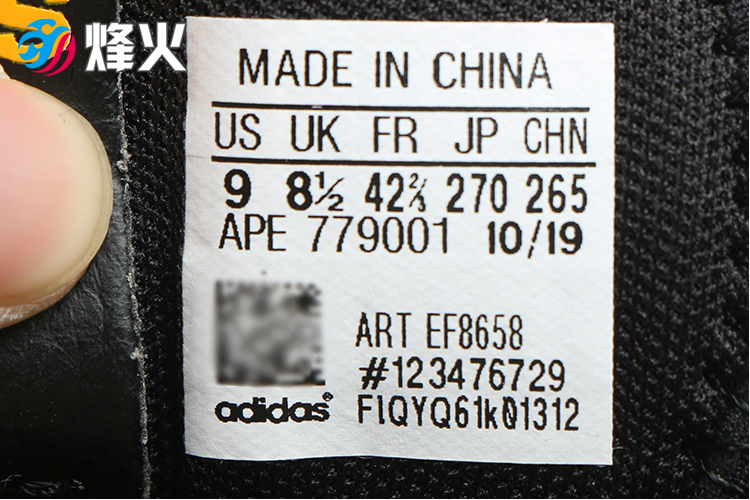 烽火
MADE IN CHINA
US UK FR JP CHN
9 8½ 42⅔ 270 265
APE 779001 10/19
ART EF8658
#123476729
adidas® FIQYQ61k01312